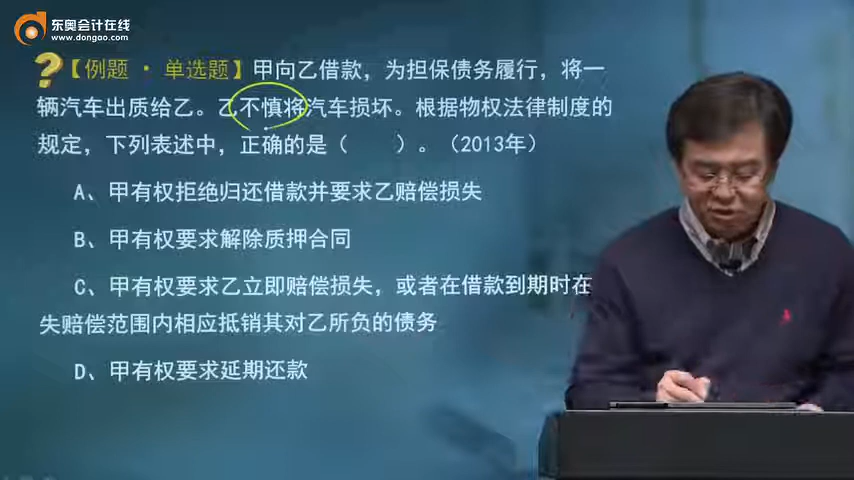 东奥会计在线
www.dongao.com
?【例题 · 单选题】甲向乙借款，为担保债务履行，将一
辆汽车出质给乙。乙不慎将汽车损坏。根据物权法律制度的
规定，下列表述中，正确的是（ ）。（2013年）
A、甲有权拒绝归还借款并要求乙赔偿损失
B、甲有权要求解除质押合同
C、甲有权要求乙立即赔偿损失，或者在借款到期时在
失赔偿范围内相应抵销其对乙所负的债务
D、甲有权要求延期还款